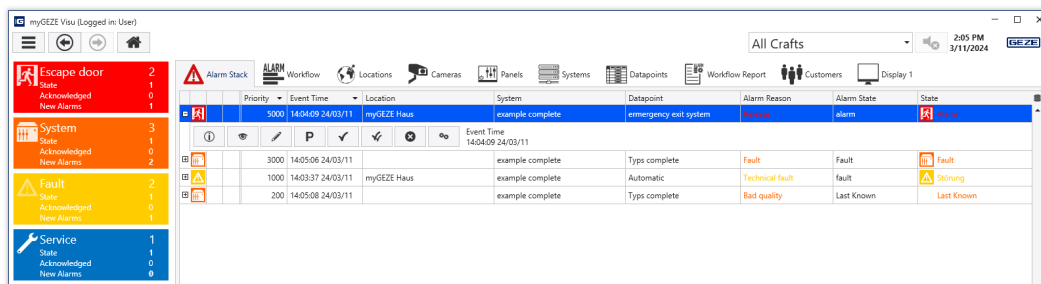 myGEZE Visu (Logged in: User)
All Crafts
2:05 PM
3/11/2024
GEZE
Escape door 2
State 1
Acknowledged 0
New Alarms 1
System 3
State 1
Acknowledged 0
New Alarms 2
Fault 2
State 1
Acknowledged 0
New Alarms 1
Service 1
State 1
Acknowledged 0
New Alarms 0
Alarm Stack ALARM Workflow Locations Cameras Panels Systems Datapoints Workflow Report Customers Display 1
Priority Event Time Location System Datapoint Alarm Reason Alarm State State
5000 14:04:09 24/03/11 myGEZE Haus example complete ermergency exit system alarm
P Event Time
14:04:09 24/03/11
3000 14:05:06 24/03/11 example complete Typs complete Fault Fault Fault
1000 14:03:37 24/03/11 myGEZE Haus example complete Automatic Technical fault fault Störung
200 14:05:08 24/03/11 example complete Typs complete Bad quality Last Known Last Known